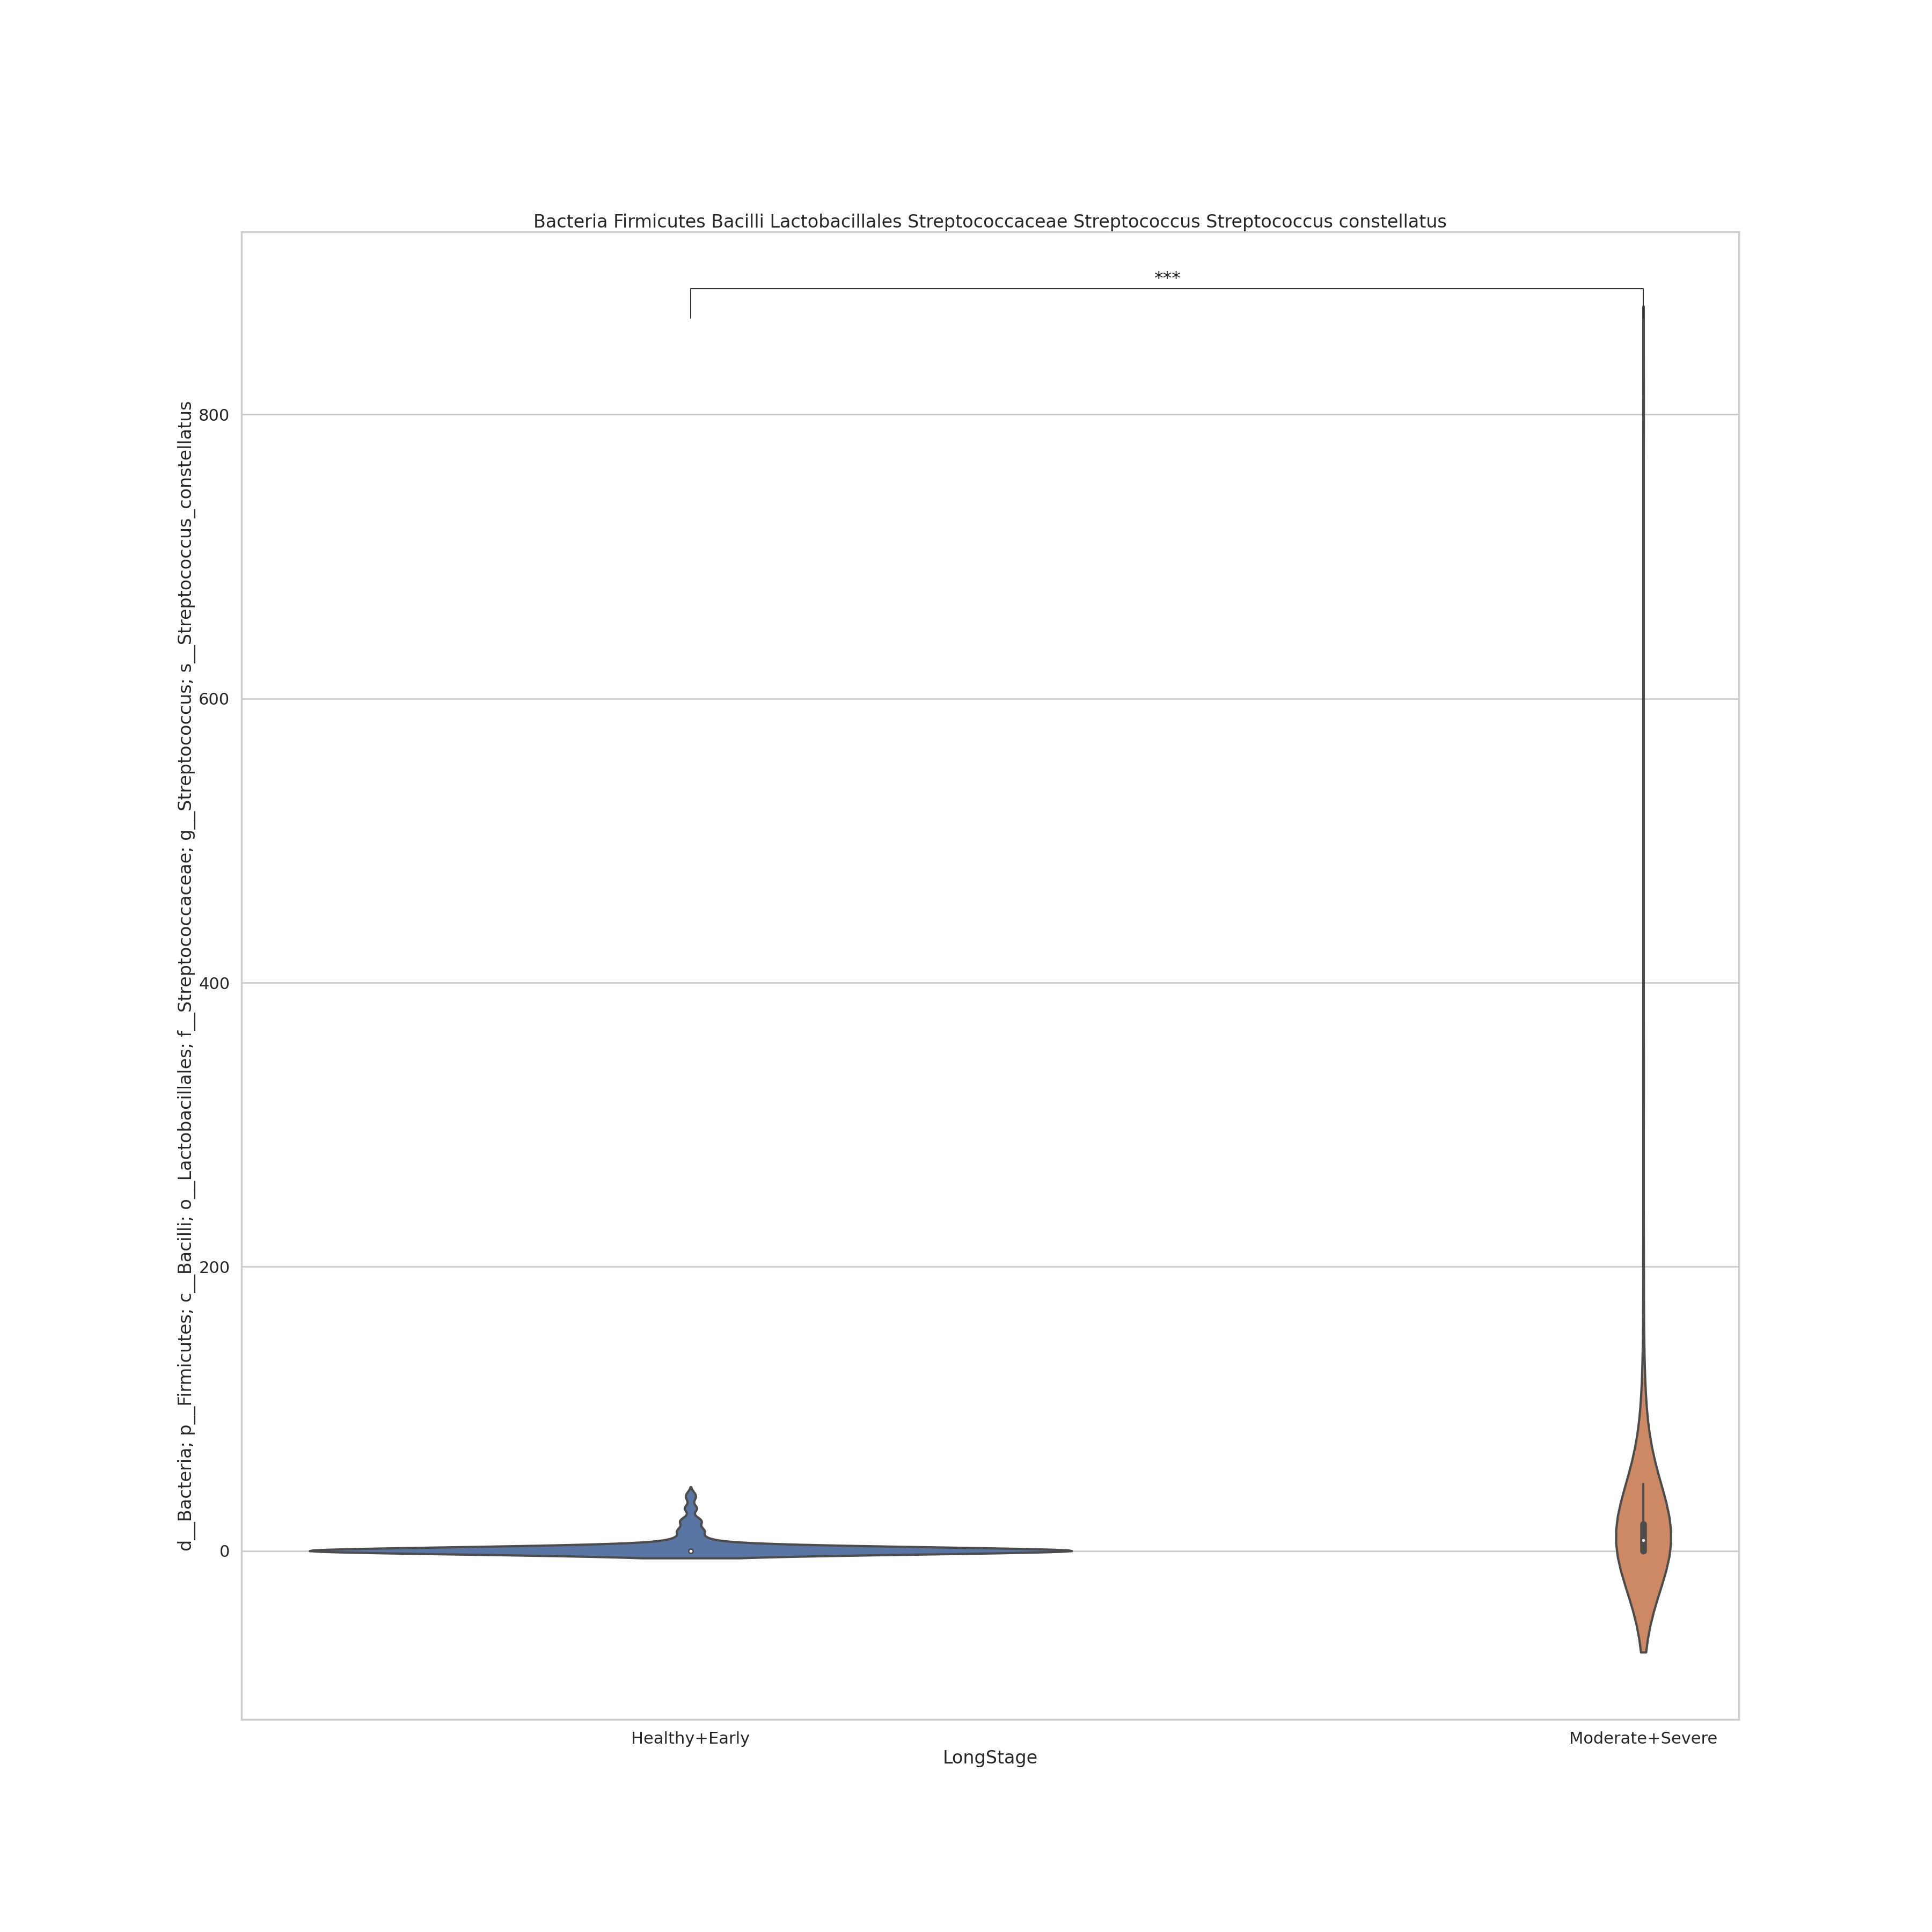 Bacteria Firmicutes Bacilli Lactobacillales Streptococcaceae Streptococcus Streptococcus constellatus
***
d__Bacteria; p__Firmicutes; c__Bacilli; o__Lactobacillales; f__Streptococcaceae; g__Streptococcus; s__Streptococcus_constellatus
800
600
400
200
0
Healthy+Early
Moderate+Severe
LongStage